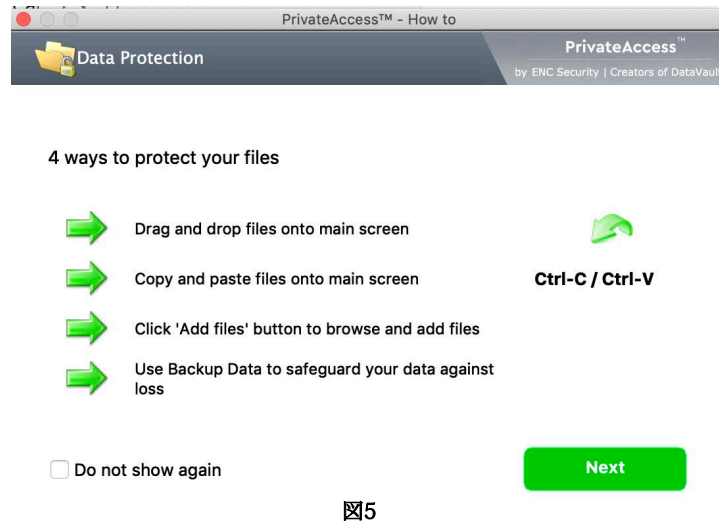 PrivateAccess™ - How to
Data Protection
PrivateAccess™
by ENC Security | Creators of DataVaul
4 ways to protect your files
Drag and drop files onto main screen
Copy and paste files onto main screen
Ctrl-C / Ctrl-V
Click 'Add files' button to browse and add files
Use Backup Data to safeguard your data against
loss
Do not show again
Next
図5